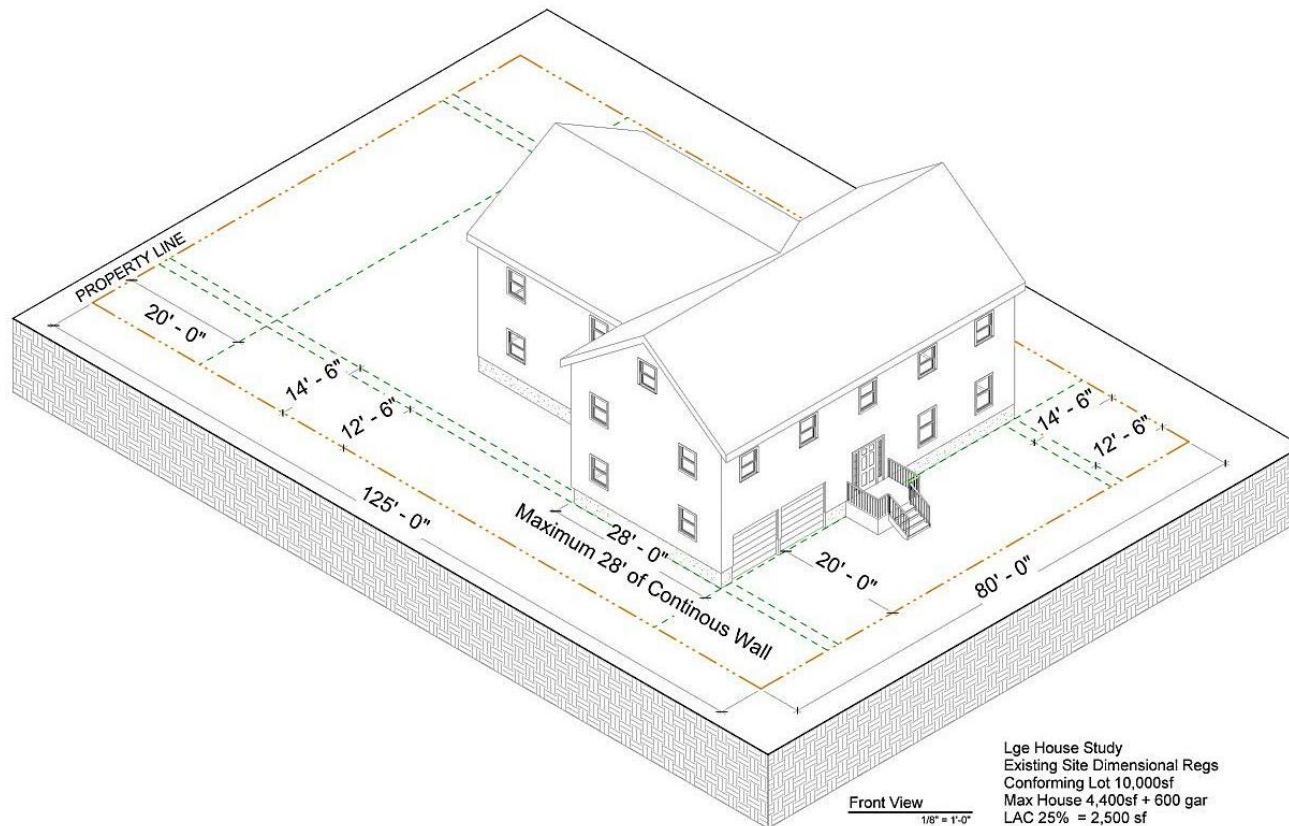 PROPERTY LINE
20' - 0"
14' - 6"
12' - 6"
125' - 0"
28' - 0"
Maximum 28' of Continous Wall
20' - 0"
14' - 6"
12' - 6"
80' - 0"
Front View
1/8" = 1'-0"
Lge House Study
Existing Site Dimensional Regs
Conforming Lot 10,000sf
Max House 4,400sf + 600 gar
LAC 25% = 2,500 sf